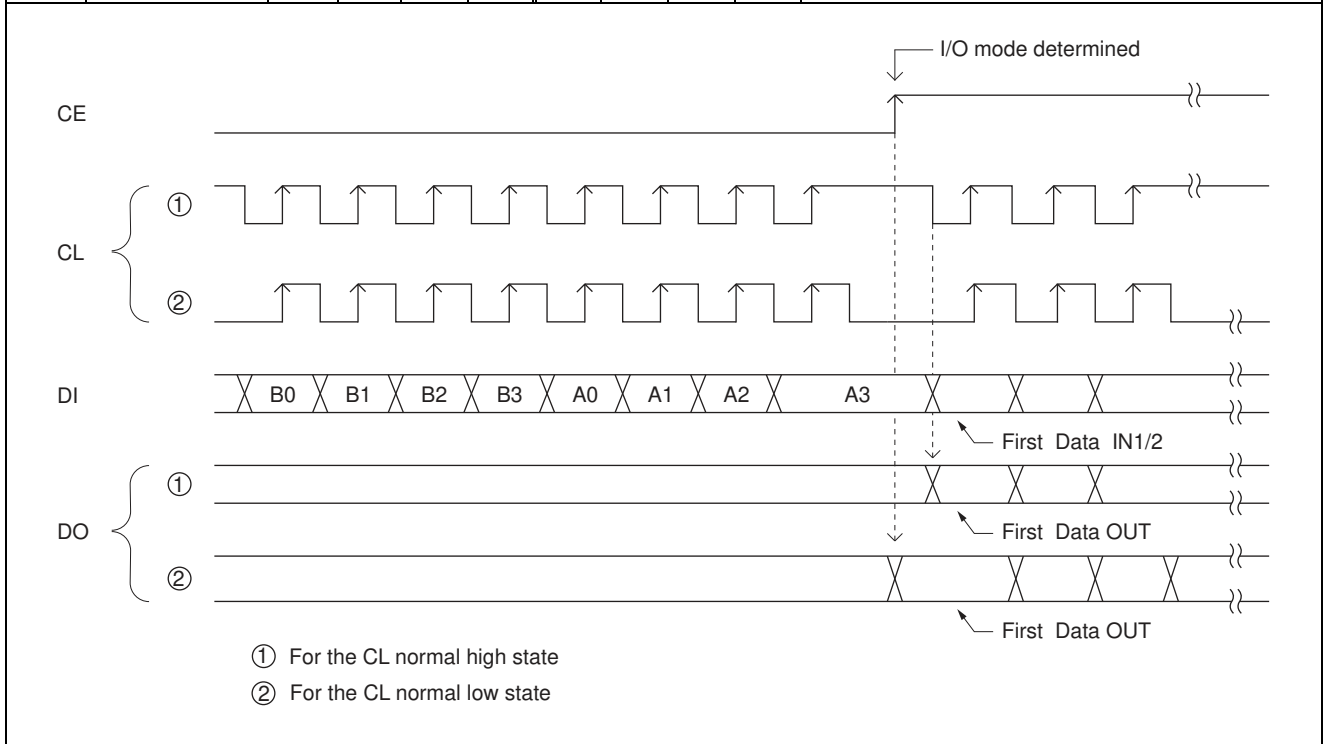 I/O mode determined
CE
CL
①
②
DI
B0 B1 B2 B3 A0 A1 A2 A3
First Data IN1/2
DO
①
First Data OUT
②
First Data OUT
① For the CL normal high state
② For the CL normal low state